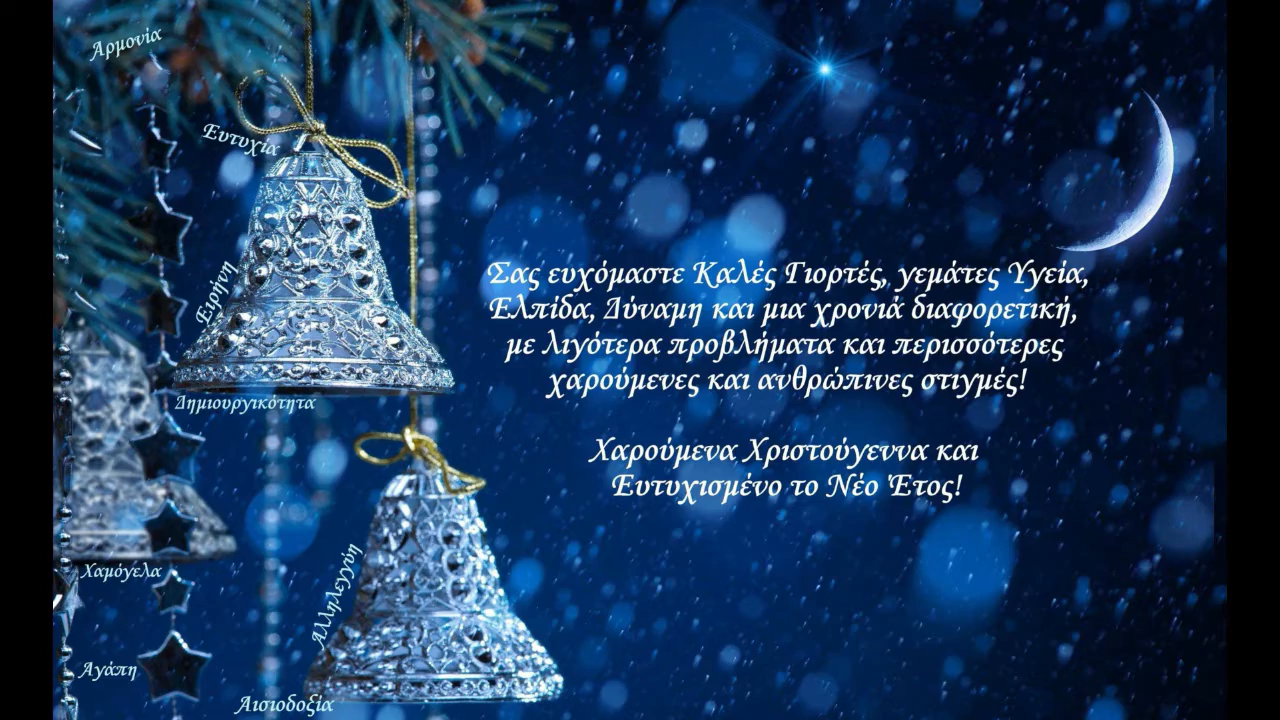 Αρμονία
Ευτυχία
Ειρήνη
Δημιουργικότητα
Σας ευχόμαστε Καλές Γιορτές, γεμάτες Υγεία,
Ελπίδα, Δύναμη και μια χρονιά διαφορετική,
με λιγότερα προβλήματα και περισσότερες
χαρούμενες και ανθρώπινες στιγμές!
Χαρούμενα Χριστούγεννα και
Ευτυχισμένο το Νέο Έτος!
Χαμόγελα
Αλληλεγγύη
Αγάπη
Αισιοδοξία